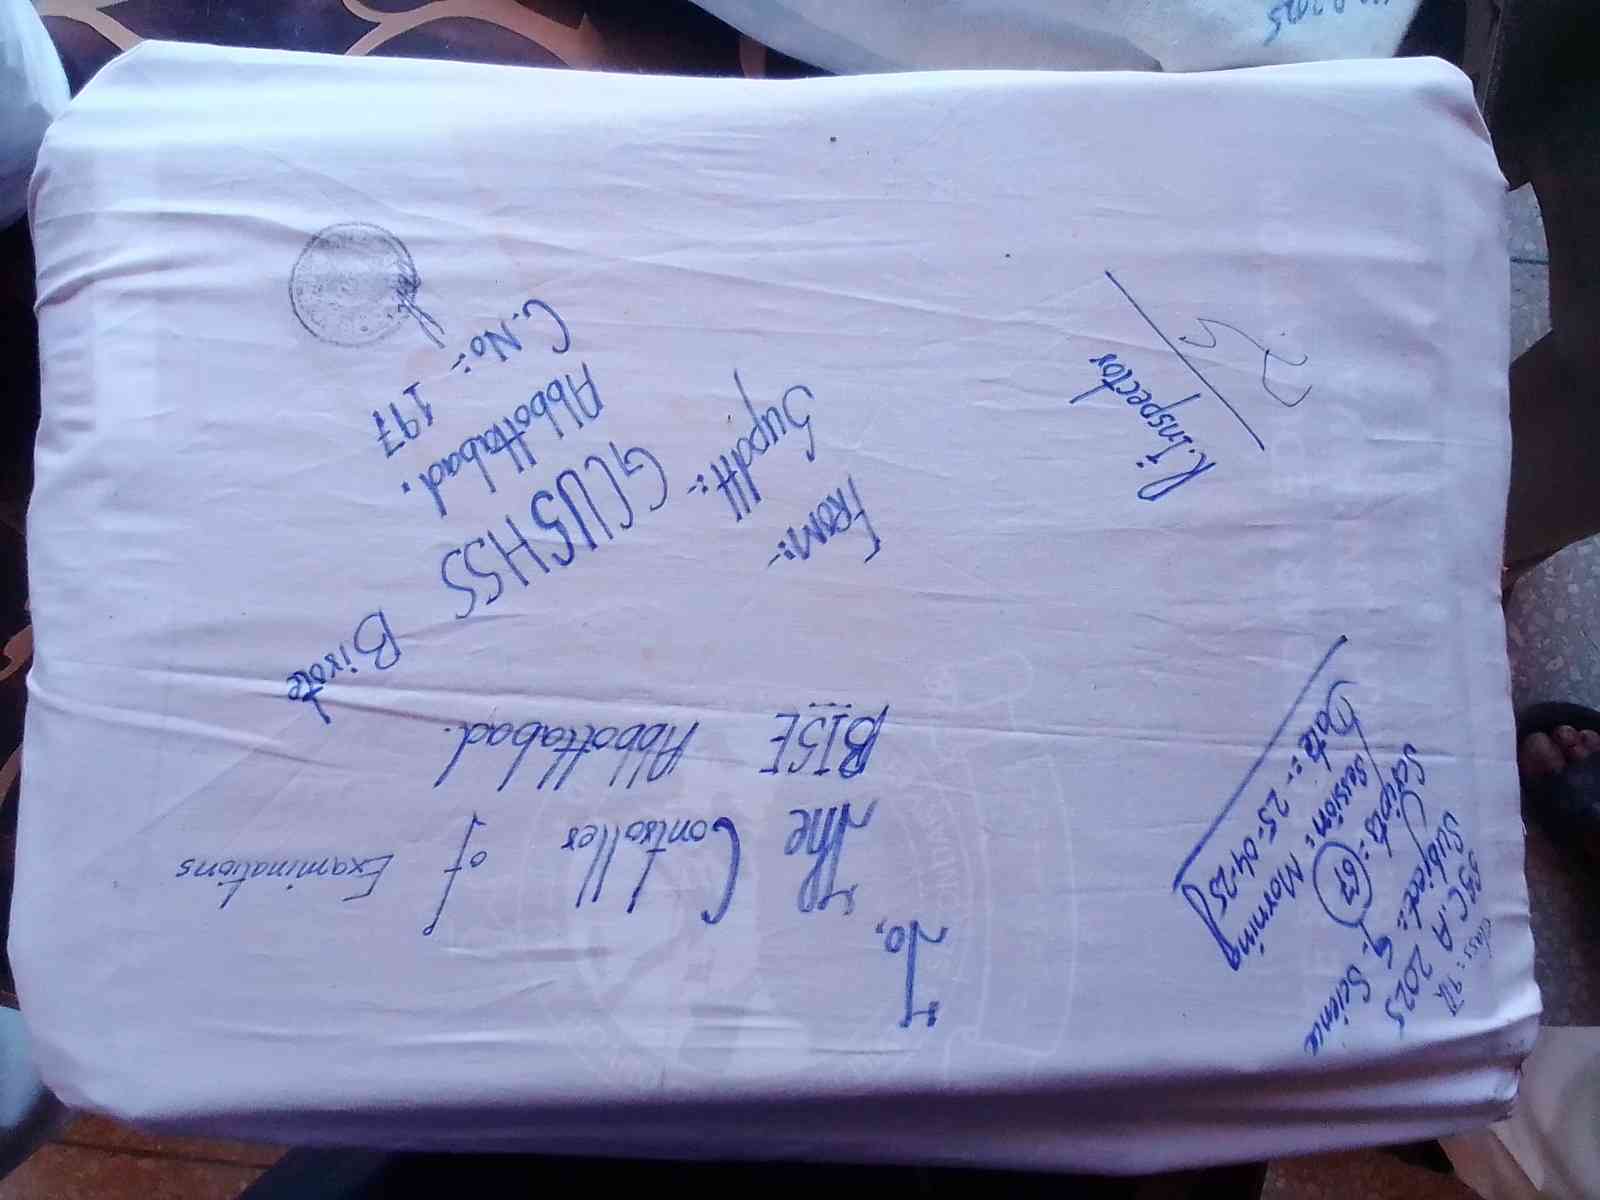 Class: 9th
SSC.A 2025
Subject:- G. Science
Scripts:- 67
Session: Morning
Date:- 25-04-25
To,
The Controller of Examinations
BISE Abbottabad.
FROM:-
Supdtt:-
GCUSHSS Birote
Abbottabad.
C.No:- 197
R.Inspector